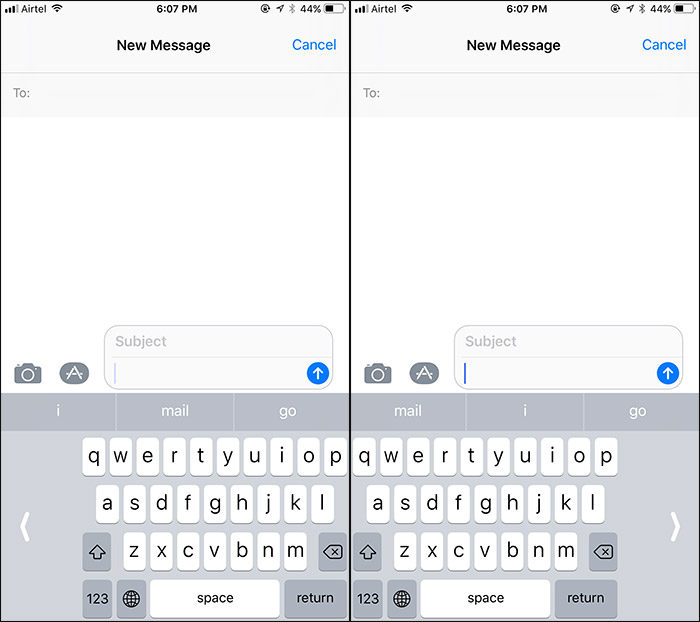 Airtel 6:07 PM 44%
New Message Cancel
To:
Subject
i mail go
q w e r t y u i o p
a s d f g h j k l
z x c v b n m
123 space return
Airtel 6:07 PM 44%
New Message Cancel
To:
Subject
mail i go
q w e r t y u i o p
a s d f g h j k l
z x c v b n m
123 space return